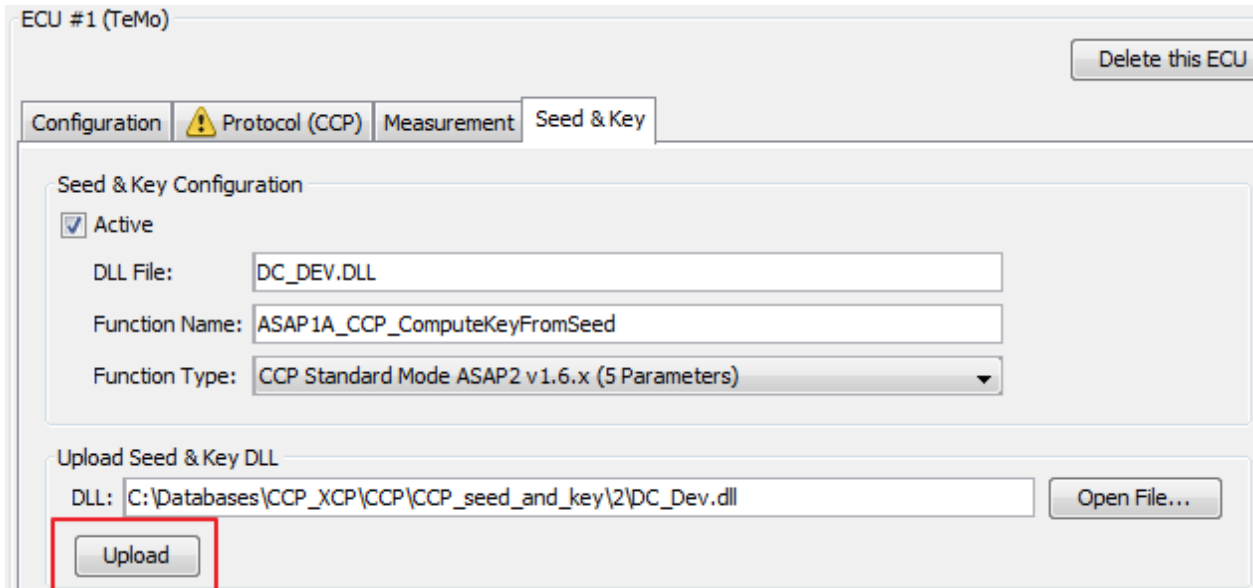 ECU #1 (TeMo)
Delete this ECU
Configuration Protocol (CCP) Measurement Seed & Key
Seed & Key Configuration
Active
DLL File: DC_DEV.DLL
Function Name: ASAP1A_CCP_ComputeKeyFromSeed
Function Type: CCP Standard Mode ASAP2 v1.6.x (5 Parameters)
Upload Seed & Key DLL
DLL: C:\Databases\CCP_XCP\CCP\CCP_seed_and_key\2\DC_Dev.dll Open File...
Upload